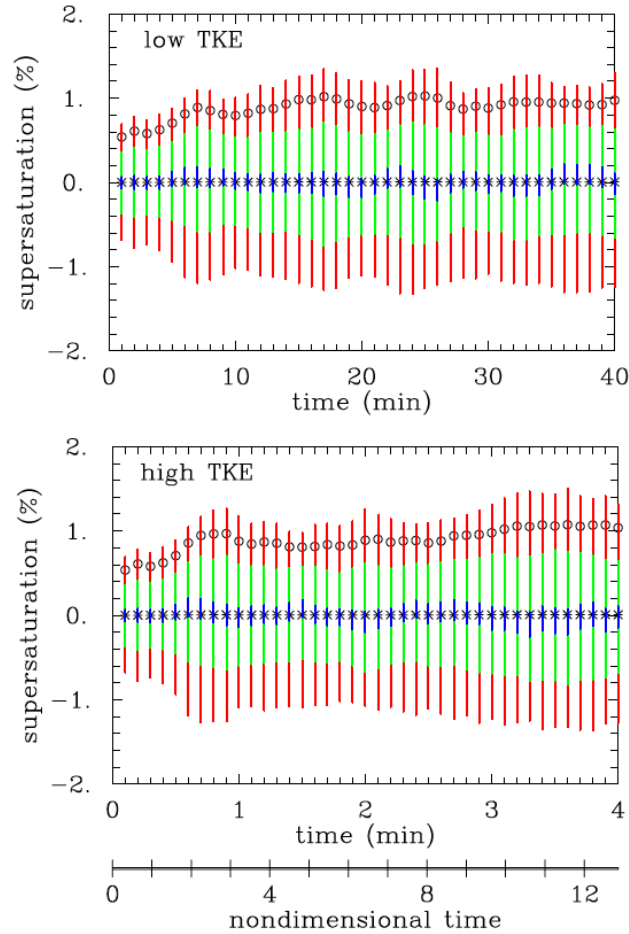 2.
low TKE
1.
0.
−1.
−2.
supersaturation (%)
0 10 20 30 40
time (min)
2.
high TKE
1.
0.
−1.
−2.
supersaturation (%)
0 1 2 3 4
time (min)
0 4 8 12
nondimensional time